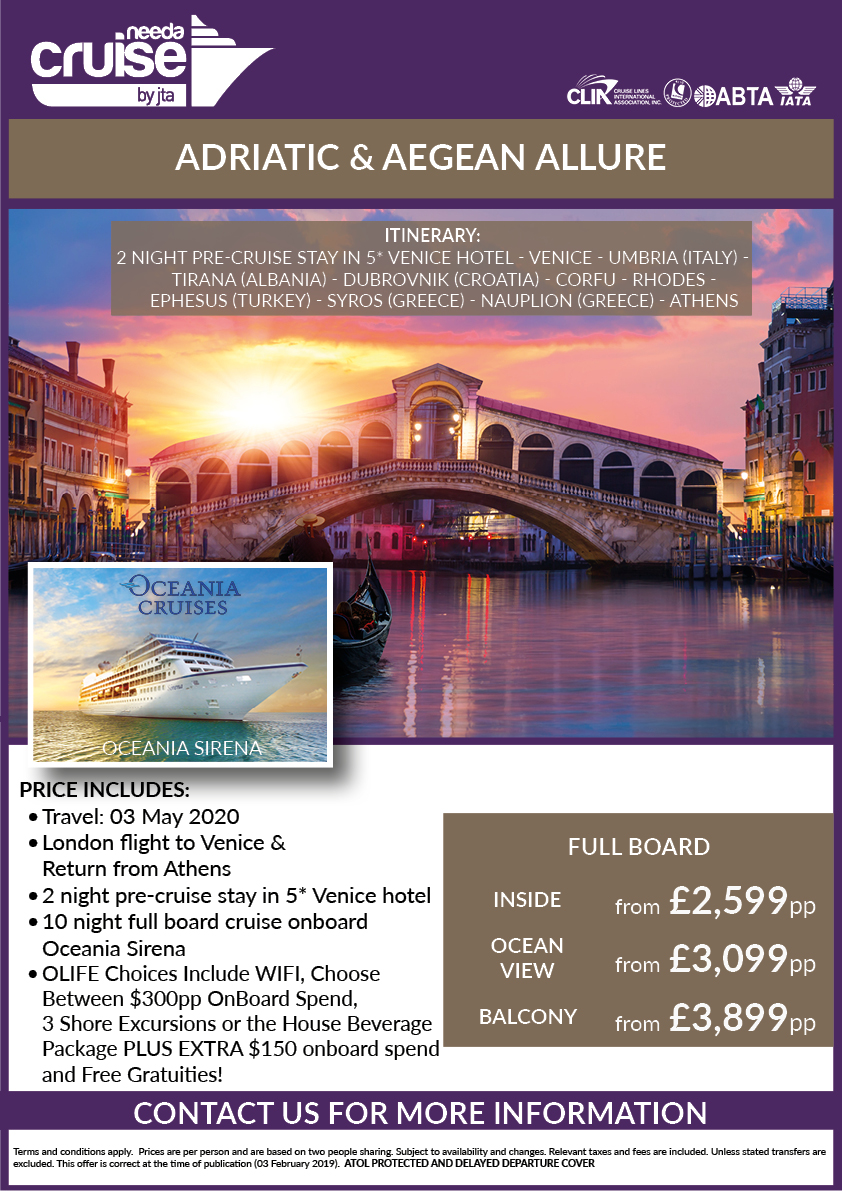 needa
cruise
by jta
CLIA CRUISE LINES
INTERNATIONAL
ASSOCIATION, INC.
ABTA
IATA
ADRIATIC & AEGEAN ALLURE
ITINERARY:
2 NIGHT PRE-CRUISE STAY IN 5* VENICE HOTEL - VENICE - UMBRIA (ITALY) -
TIRANA (ALBANIA) - DUBROVNIK (CROATIA) - CORFU - RHODES -
EPHESUS (TURKEY) - SYROS (GREECE) - NAUPLION (GREECE) - ATHENS
OCEANIA
CRUISES
OCEANIA SIRENA
PRICE INCLUDES:
• Travel: 03 May 2020
• London flight to Venice &
Return from Athens
• 2 night pre-cruise stay in 5* Venice hotel
• 10 night full board cruise onboard
Oceania Sirena
• OLIFE Choices Include WIFI, Choose
Between $300pp OnBoard Spend,
3 Shore Excursions or the House Beverage
Package PLUS EXTRA $150 onboard spend
and Free Gratuities!
FULL BOARD
INSIDE from £2,599pp
OCEAN
VIEW from £3,099pp
BALCONY from £3,899pp
CONTACT US FOR MORE INFORMATION
Terms and conditions apply. Prices are per person and are based on two people sharing. Subject to availability and changes. Relevant taxes and fees are included. Unless stated transfers are
excluded. This offer is correct at the time of publication (03 February 2019). ATOL PROTECTED AND DELAYED DEPARTURE COVER